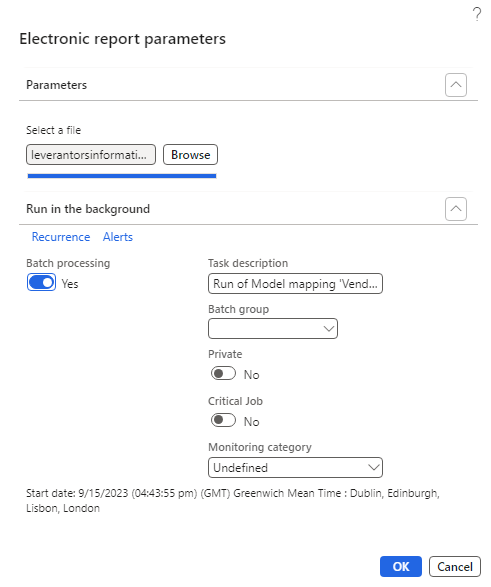 ?
Electronic report parameters
Parameters
Select a file
leverantorsinformati...
Browse
Run in the background
Recurrence Alerts
Batch processing
Yes
Task description
Run of Model mapping 'Vend...
Batch group
Private
No
Critical Job
No
Monitoring category
Undefined
Start date: 9/15/2023 (04:43:55 pm) (GMT) Greenwich Mean Time : Dublin, Edinburgh,
Lisbon, London
OK Cancel